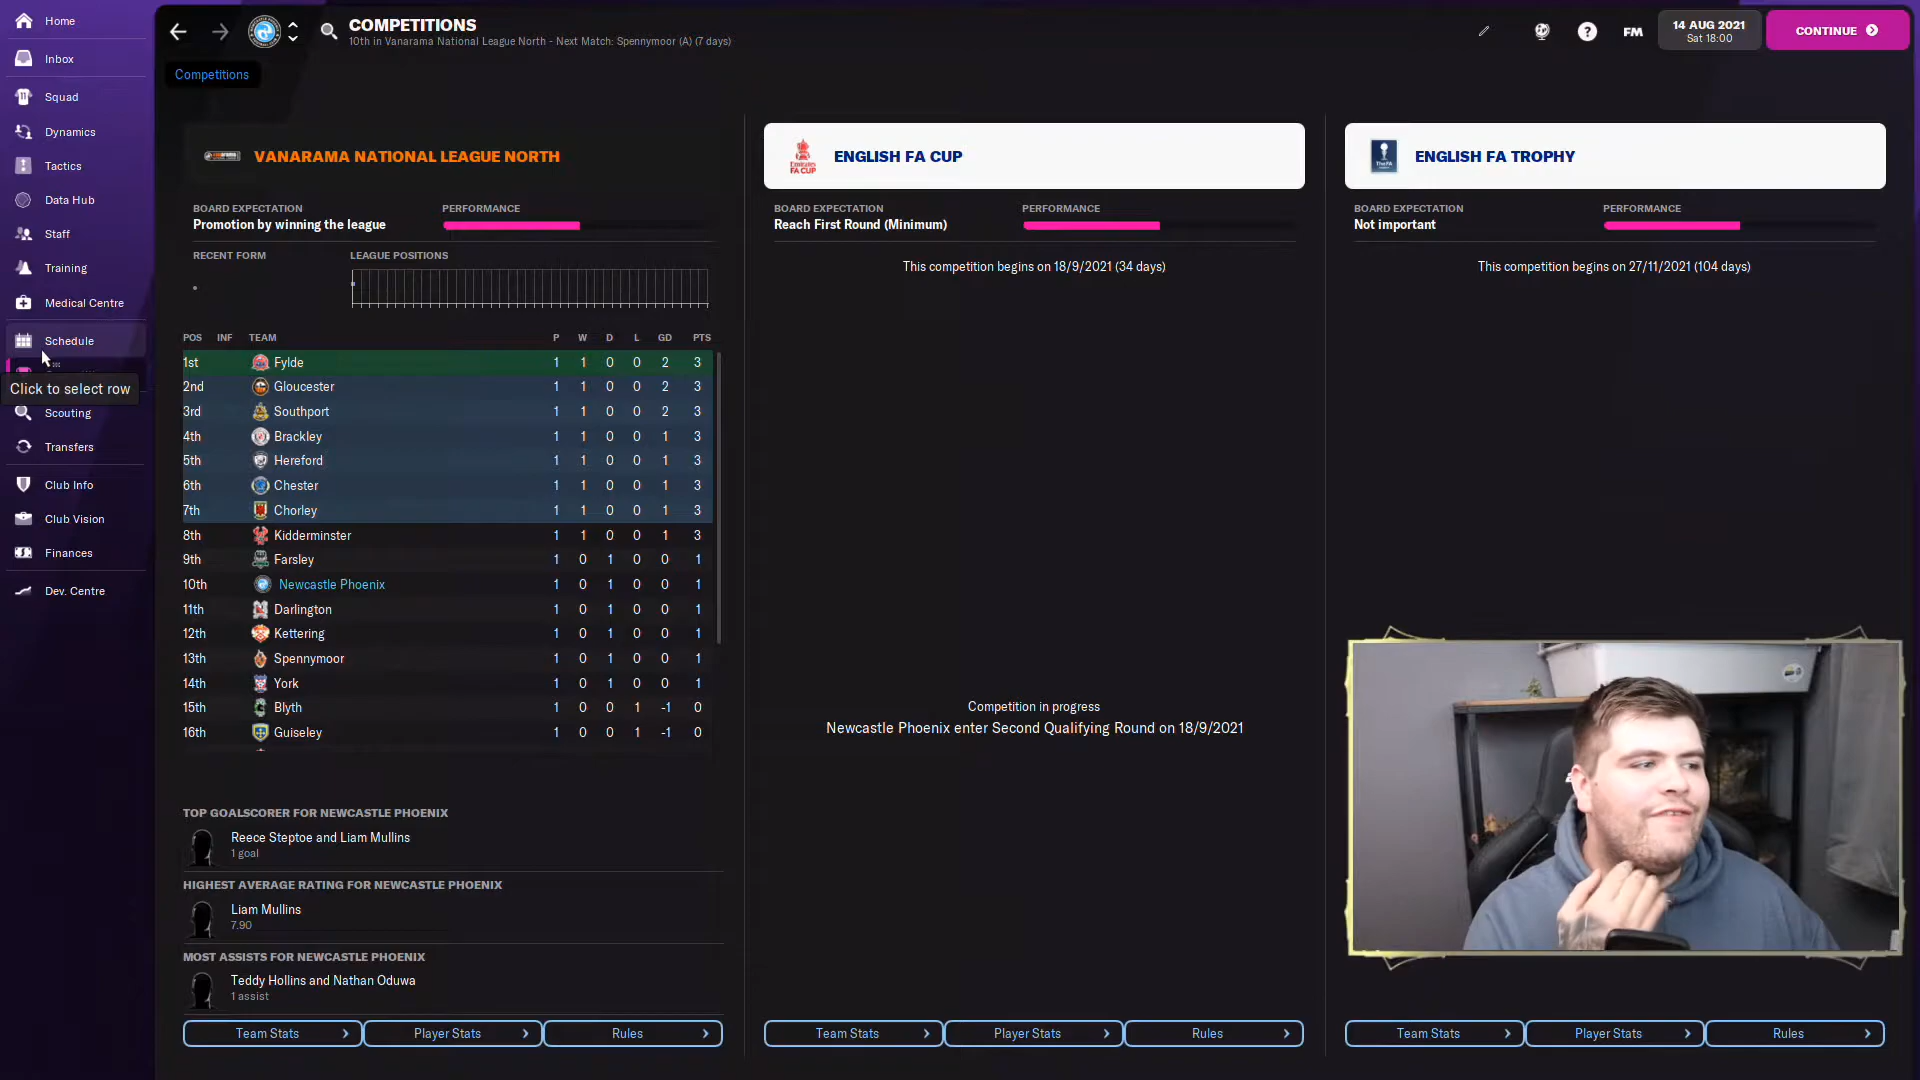 Home
Inbox
Squad
Dynamics
Tactics
Data Hub
Staff
Training
Medical Centre
Schedule
Click to select row
Scouting
Transfers
Club Info
Club Vision
Finances
Dev. Centre
COMPETITIONS
10th in Vanarama National League North - Next Match: Spennymoor (A) (7 days)
FM
14 AUG 2021
Sat 18:00
CONTINUE
Competitions
VANARAMA NATIONAL LEAGUE NORTH
BOARD EXPECTATION PERFORMANCE
Promotion by winning the league
RECENT FORM LEAGUE POSITIONS
POS INF TEAM P W D L GD PTS
1st Fylde 1 1 0 0 2 3
2nd Gloucester 1 1 0 0 2 3
3rd Southport 1 1 0 0 2 3
4th Brackley 1 1 0 0 1 3
5th Hereford 1 1 0 0 1 3
6th Chester 1 1 0 0 1 3
7th Chorley 1 1 0 0 1 3
8th Kidderminster 1 1 0 0 1 3
9th Farsley 1 0 1 0 0 1
10th Newcastle Phoenix 1 0 1 0 0 1
11th Darlington 1 0 1 0 0 1
12th Kettering 1 0 1 0 0 1
13th Spennymoor 1 0 1 0 0 1
14th York 1 0 1 0 0 1
15th Blyth 1 0 0 1 -1 0
16th Guiseley 1 0 0 1 -1 0
TOP GOALSCORER FOR NEWCASTLE PHOENIX
Reece Steptoe and Liam Mullins
1 goal
HIGHEST AVERAGE RATING FOR NEWCASTLE PHOENIX
Liam Mullins
7.90
MOST ASSISTS FOR NEWCASTLE PHOENIX
Teddy Hollins and Nathan Oduwa
1 assist
Team Stats Player Stats Rules
Emirates
FA CUP
ENGLISH FA CUP
BOARD EXPECTATION PERFORMANCE
Reach First Round (Minimum)
This competition begins on 18/9/2021 (34 days)
Competition in progress
Newcastle Phoenix enter Second Qualifying Round on 18/9/2021
Team Stats Player Stats Rules
TheFA
ENGLISH FA TROPHY
BOARD EXPECTATION PERFORMANCE
Not important
This competition begins on 27/11/2021 (104 days)
Team Stats Player Stats Rules